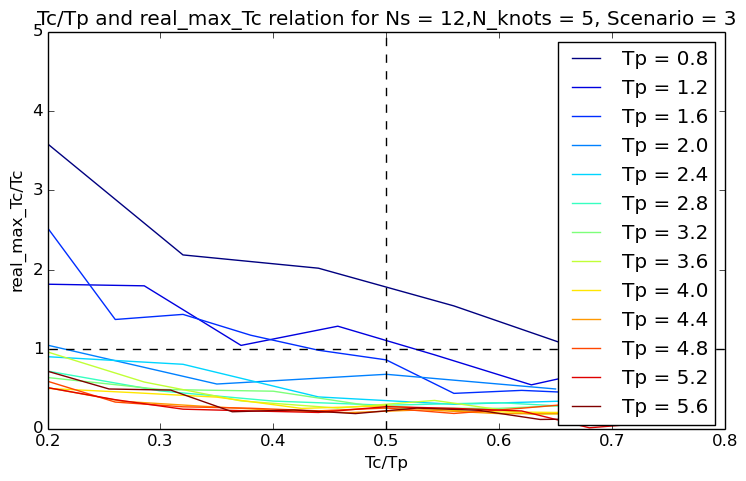 Tc/Tp and real_max_Tc relation for Ns = 12,N_knots = 5, Scenario = 3
5
4
3
2
1
0
real_max_Tc/Tc
Tp = 0.8
Tp = 1.2
Tp = 1.6
Tp = 2.0
Tp = 2.4
Tp = 2.8
Tp = 3.2
Tp = 3.6
Tp = 4.0
Tp = 4.4
Tp = 4.8
Tp = 5.2
Tp = 5.6
0.2 0.3 0.4 0.5 0.6 0.7 0.8
Tc/Tp